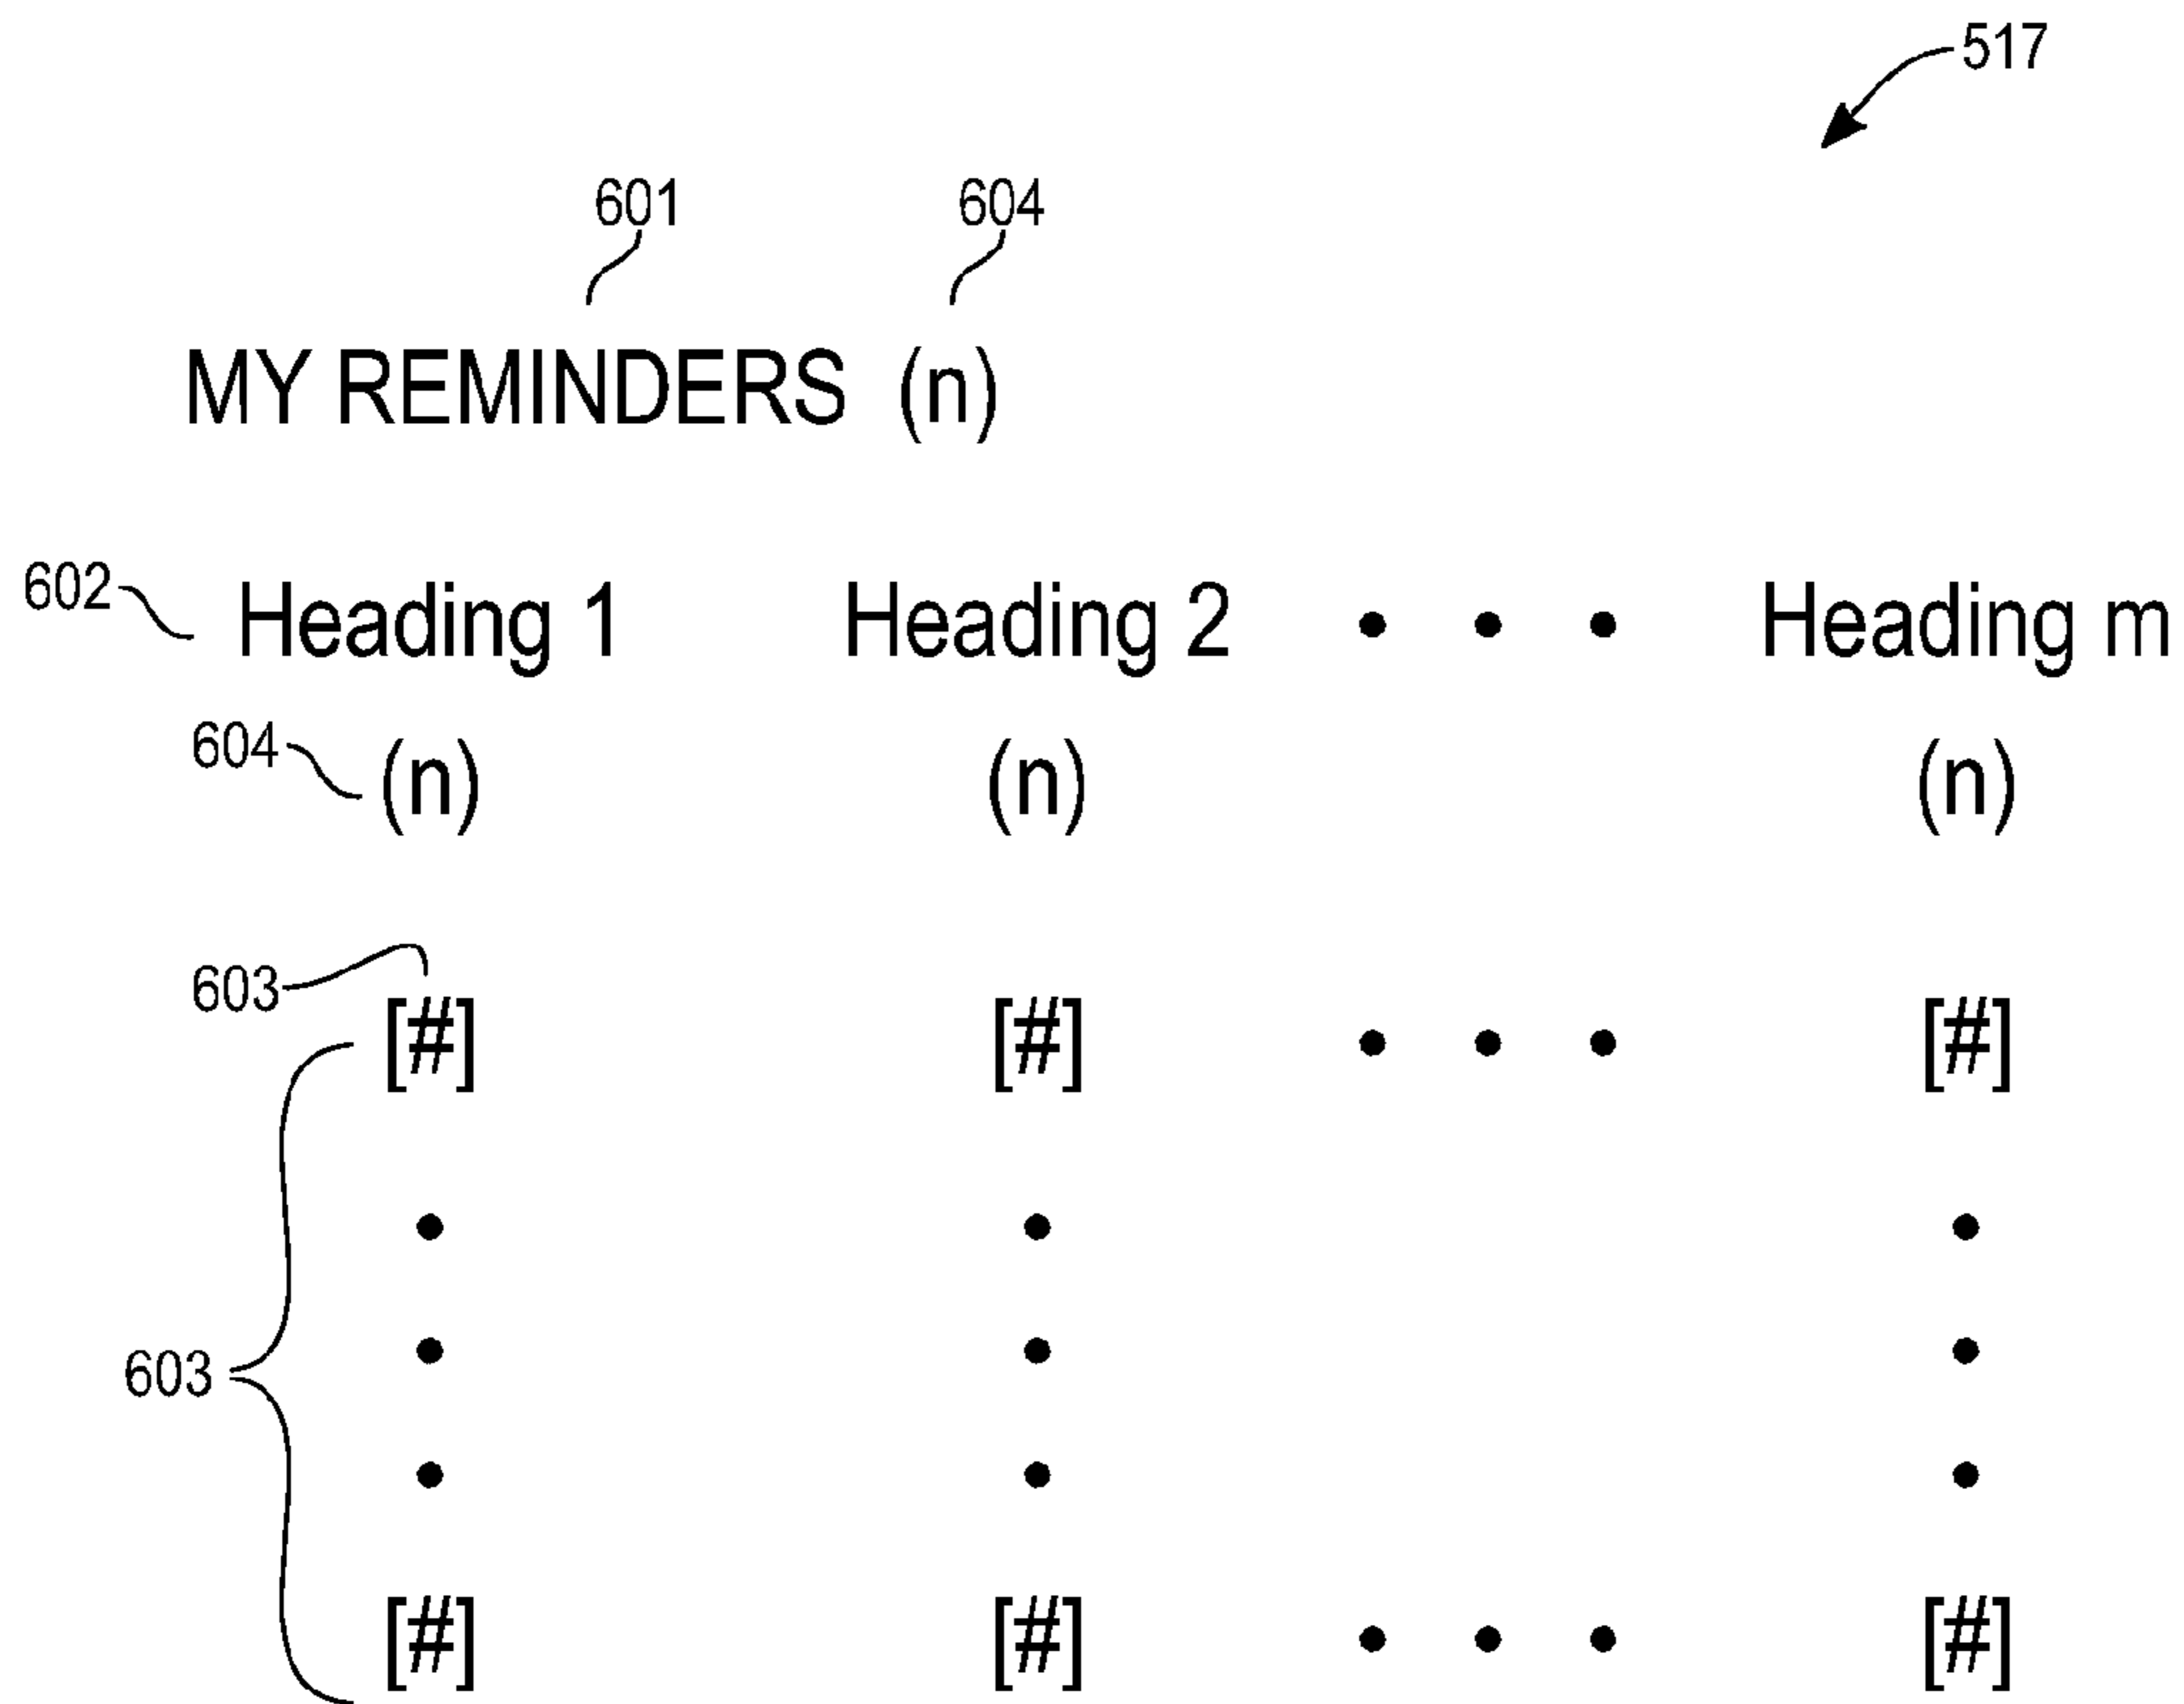 517
601 604
MY REMINDERS (n)
602 Heading 1 Heading 2 • • • Heading m
604 (n) (n) (n)
603
[#] [#] • • • [#]
• • •
• • •
603
• • •
[#] [#] • • • [#]